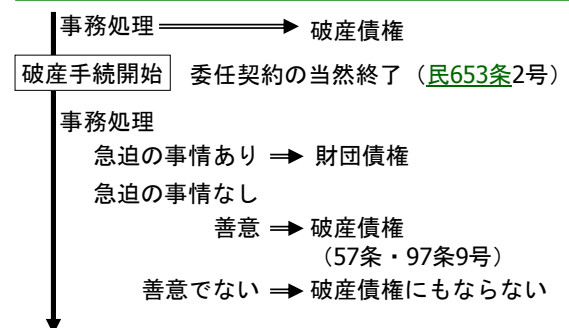 事務処理 破産債権
破産手続開始 委任契約の当然終了（民653条2号）
事務処理
急迫の事情あり 財団債権
急迫の事情なし
善意 破産債権
（57条・97条9号）
善意でない 破産債権にもならない